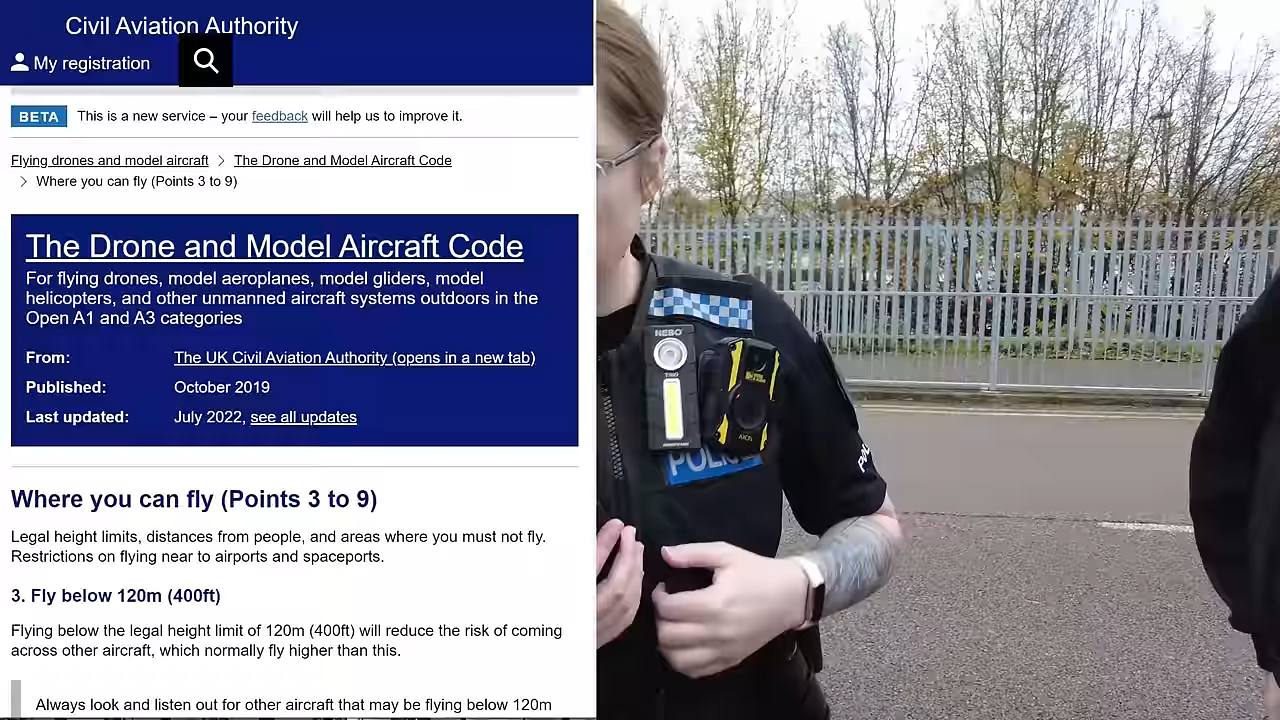 Civil Aviation Authority
My registration
BETA This is a new service – your feedback will help us to improve it.
Flying drones and model aircraft > The Drone and Model Aircraft Code
> Where you can fly (Points 3 to 9)
The Drone and Model Aircraft Code
For flying drones, model aeroplanes, model gliders, model
helicopters, and other unmanned aircraft systems outdoors in the
Open A1 and A3 categories
From: The UK Civil Aviation Authority (opens in a new tab)
Published: October 2019
Last updated: July 2022, see all updates
Where you can fly (Points 3 to 9)
Legal height limits, distances from people, and areas where you must not fly.
Restrictions on flying near to airports and spaceports.
3. Fly below 120m (400ft)
Flying below the legal height limit of 120m (400ft) will reduce the risk of coming
across other aircraft, which normally fly higher than this.
Always look and listen out for other aircraft that may be flying below 120m
NEBO
AXON
POLICE